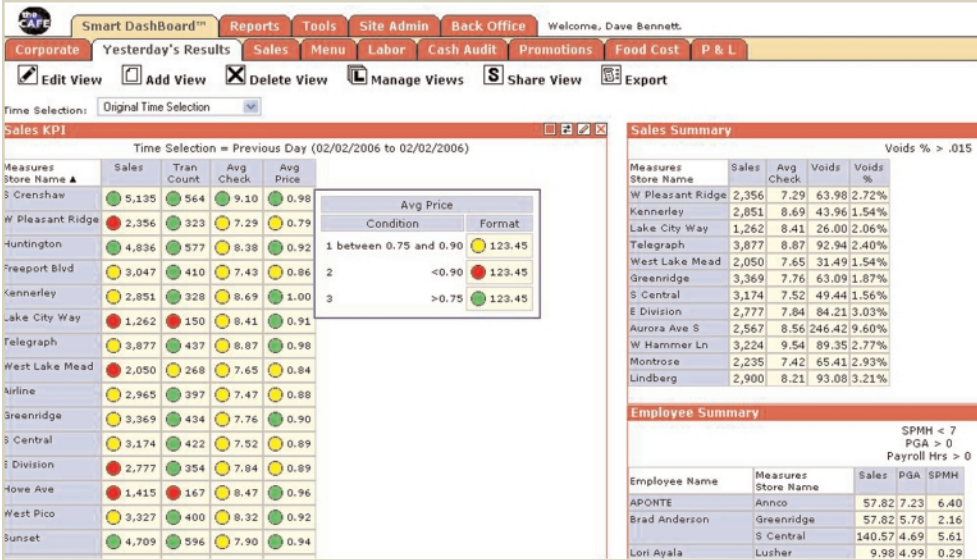 the CAFE
Smart DashBoard™ Reports Tools Site Admin Back Office Welcome, Dave Bennett.
Corporate Yesterday's Results Sales Menu Labor Cash Audit Promotions Food Cost P & L
Edit View Add View Delete View Manage Views Share View Export
Time Selection: Original Time Selection
Sales KPI
Time Selection = Previous Day (02/02/2006 to 02/02/2006)
Measures Sales Tran Avg Avg
Store Name ▲ Count Check Price
S Crenshaw 5,135 564 9.10 0.98
W Pleasant Ridge 2,356 323 7.29 0.79
Huntington 4,836 577 8.38 0.92
Freeport Blvd 3,047 410 7.43 0.86
Kennerley 2,851 328 8.69 1.00
Lake City Way 1,262 150 8.41 0.91
Telegraph 3,877 437 8.87 0.98
West Lake Mead 2,050 268 7.65 0.84
Airline 2,965 397 7.47 0.88
Greenridge 3,369 434 7.76 0.90
S Central 3,174 422 7.52 0.89
E Division 2,777 354 7.84 0.89
Howe Ave 1,415 167 8.47 0.96
West Pico 3,327 400 8.32 0.92
Sunset 4,709 596 7.90 0.94
Avg Price
Condition Format
1 between 0.75 and 0.90 123.45
2 <0.90 123.45
3 >0.75 123.45
Sales Summary
Voids % > .015
Measures Sales Avg Voids Voids
Store Name Check %
W Pleasant Ridge 2,356 7.29 63.98 2.72%
Kennerley 2,851 8.69 43.96 1.54%
Lake City Way 1,262 8.41 26.00 2.06%
Telegraph 3,877 8.87 92.94 2.40%
West Lake Mead 2,050 7.65 31.49 1.54%
Greenridge 3,369 7.76 63.09 1.87%
S Central 3,174 7.52 49.44 1.56%
E Division 2,777 7.84 84.21 3.03%
Aurora Ave S 2,567 8.56 246.42 9.60%
W Hammer Ln 3,224 9.54 89.35 2.77%
Montrose 2,235 7.42 65.41 2.93%
Lindberg 2,900 8.21 93.08 3.21%
Employee Summary
SPMH < 7
PGA > 0
Payroll Hrs > 0
Employee Name Measures Store Name Sales PGA SPMH
APONTE Annco 57.82 7.23 6.40
Brad Anderson Greenridge 57.82 5.78 2.16
S Central 140.57 4.69 5.61
Lori Ayala Lusher 9.98 4.99 0.29